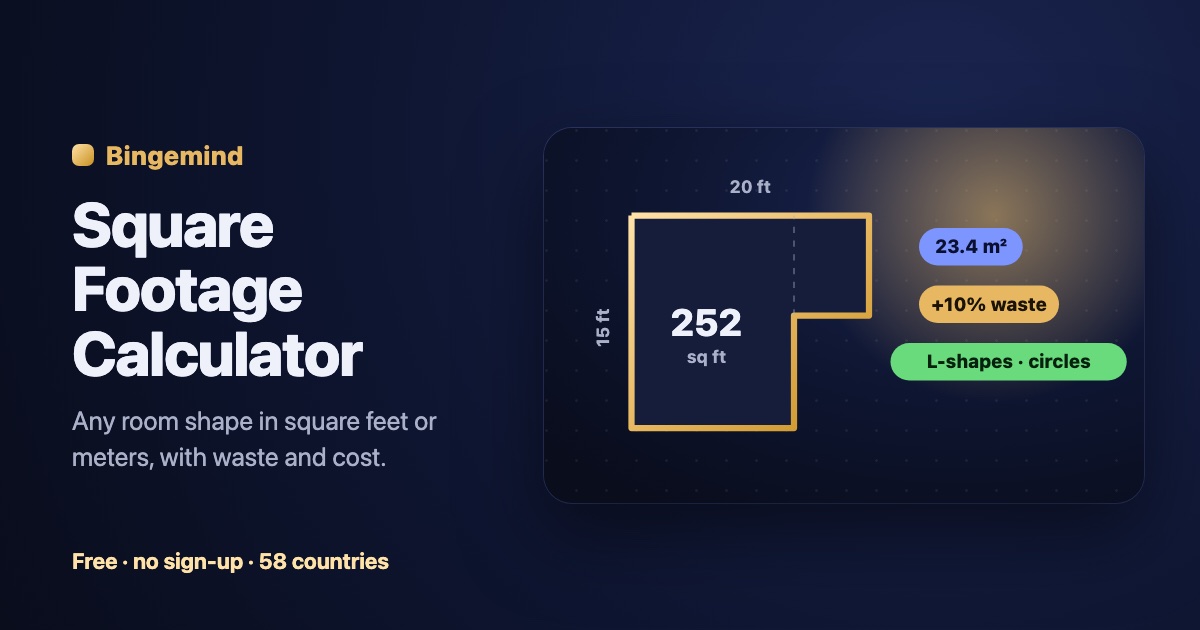 Bingemind
Square
Footage
Calculator
Any room shape in square feet or
meters, with waste and cost.
Free · no sign-up · 58 countries
20 ft
15 ft
252
sq ft
23.4 m²
+10% waste
L-shapes · circles